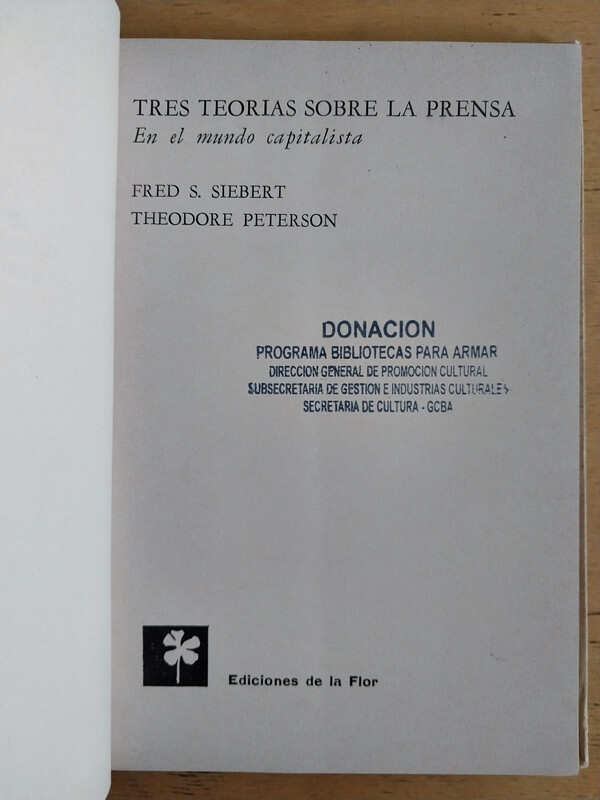 TRES TEORIAS SOBRE LA PRENSA
En el mundo capitalista
FRED S. SIEBERT
THEODORE PETERSON
DONACION
PROGRAMA BIBLIOTECAS PARA ARMAR
DIRECCION GENERAL DE PROMOCION CULTURAL
SUBSECRETARIA DE GESTION E INDUSTRIAS CULTURALES
SECRETARIA DE CULTURA - GCBA
Ediciones de la Flor